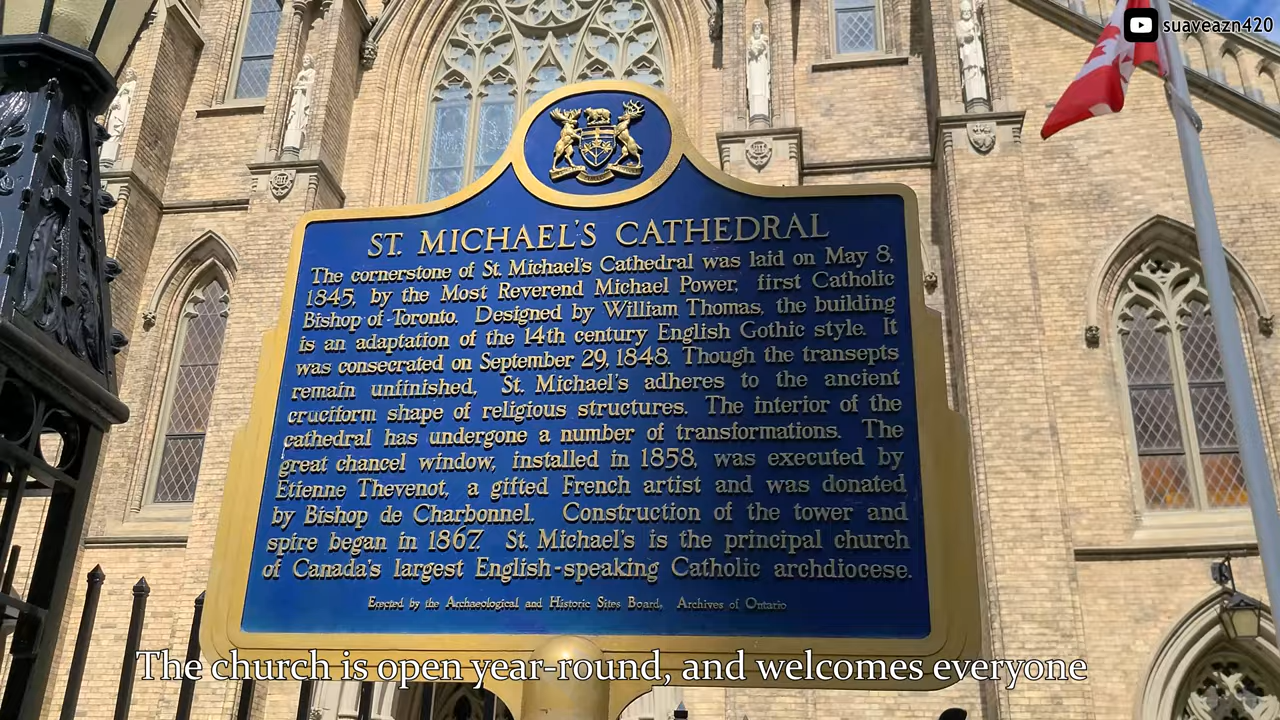 suaveazn420
ST. MICHAEL'S CATHEDRAL
The cornerstone of St. Michael's Cathedral was laid on May 8,
1845, by the Most Reverend Michael Power, first Catholic
Bishop of Toronto. Designed by William Thomas, the building
is an adaptation of the 14th century English Gothic style. It
was consecrated on September 29, 1848. Though the transepts
remain unfinished, St. Michael's adheres to the ancient
cruciform shape of religious structures. The interior of the
cathedral has undergone a number of transformations. The
great chancel window, installed in 1858, was executed by
Etienne Thevenot, a gifted French artist and was donated
by Bishop de Charbonnel. Construction of the tower and
spire began in 1867. St. Michael's is the principal church
of Canada's largest English-speaking Catholic archdiocese.
Erected by the Archaeological and Historic Sites Board, Archives of Ontario
The church is open year-round, and welcomes everyone